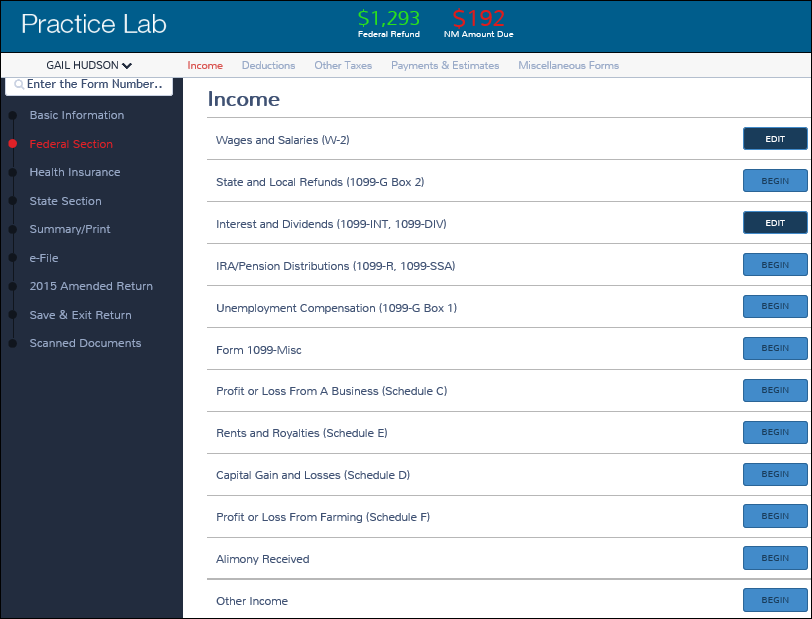 Practice Lab
$1,293 $192
Federal Refund NM Amount Due
GAIL HUDSON Income Deductions Other Taxes Payments & Estimates Miscellaneous Forms
Enter the Form Number..
Basic Information
Federal Section
Health Insurance
State Section
Summary/Print
e-File
2015 Amended Return
Save & Exit Return
Scanned Documents
Income
Wages and Salaries (W-2) EDIT
State and Local Refunds (1099-G Box 2) BEGIN
Interest and Dividends (1099-INT, 1099-DIV) EDIT
IRA/Pension Distributions (1099-R, 1099-SSA) BEGIN
Unemployment Compensation (1099-G Box 1) BEGIN
Form 1099-Misc BEGIN
Profit or Loss From A Business (Schedule C) BEGIN
Rents and Royalties (Schedule E) BEGIN
Capital Gain and Losses (Schedule D) BEGIN
Profit or Loss From Farming (Schedule F) BEGIN
Alimony Received BEGIN
Other Income BEGIN